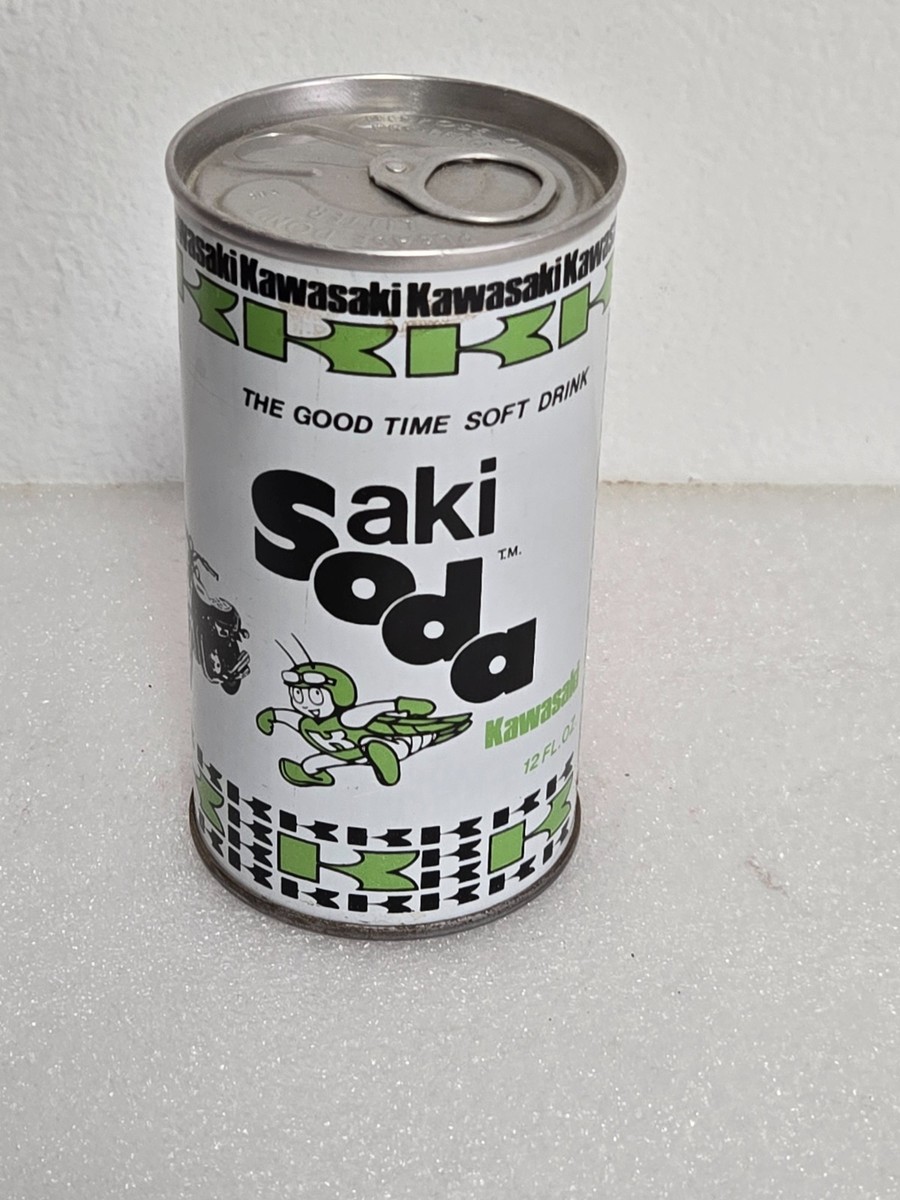 Kawasaki Kawasaki Kawasaki
THE GOOD TIME SOFT DRINK
Saki
Soda
T.M.
K
Kawasaki
12 FL. OZ.